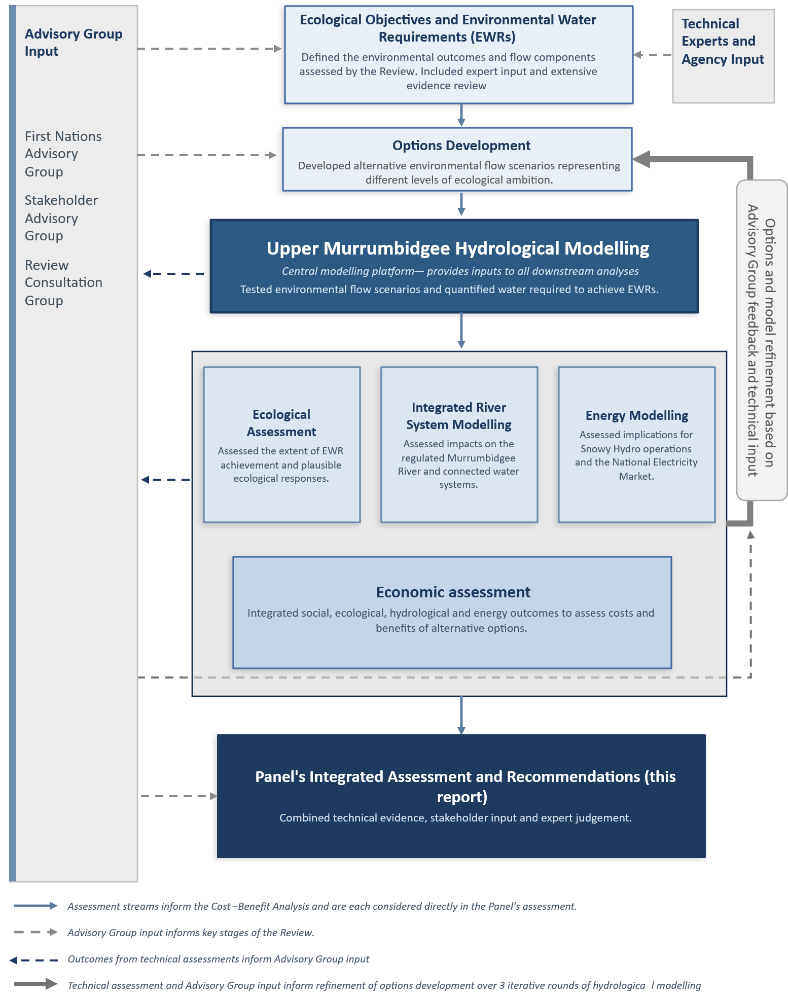 Advisory Group
Input
First Nations
Advisory
Group
Stakeholder
Advisory
Group
Review
Consultation
Group
Ecological Objectives and Environmental Water
Requirements (EWRs)
Defined the environmental outcomes and flow components
assessed by the Review. Included expert input and extensive
evidence review
Technical
Experts and
Agency Input
Options Development
Developed alternative environmental flow scenarios representing
different levels of ecological ambition.
Upper Murrumbidgee Hydrological Modelling
Central modelling platform— provides inputs to all downstream analyses
Tested environmental flow scenarios and quantified water required to achieve EWRs.
Options and model refinement based on
Advisory Group feedback and technical input
Ecological
Assessment
Assessed the extent of EWR
achievement and plausible
ecological responses.
Integrated River
System Modelling
Assessed impacts on the
regulated Murrumbidgee
River and connected water
systems.
Energy Modelling
Assessed implications for
Snowy Hydro operations
and the National Electricity
Market.
Economic assessment
Integrated social, ecological, hydrological and energy outcomes to assess costs and
benefits of alternative options.
Panel's Integrated Assessment and Recommendations (this
report)
Combined technical evidence, stakeholder input and expert judgement.
Assessment streams inform the Cost–Benefit Analysis and are each considered directly in the Panel's assessment.
Advisory Group input informs key stages of the Review.
Outcomes from technical assessments inform Advisory Group input
Technical assessment and Advisory Group input inform refinement of options development over 3 iterative rounds of hydrologica l modelling